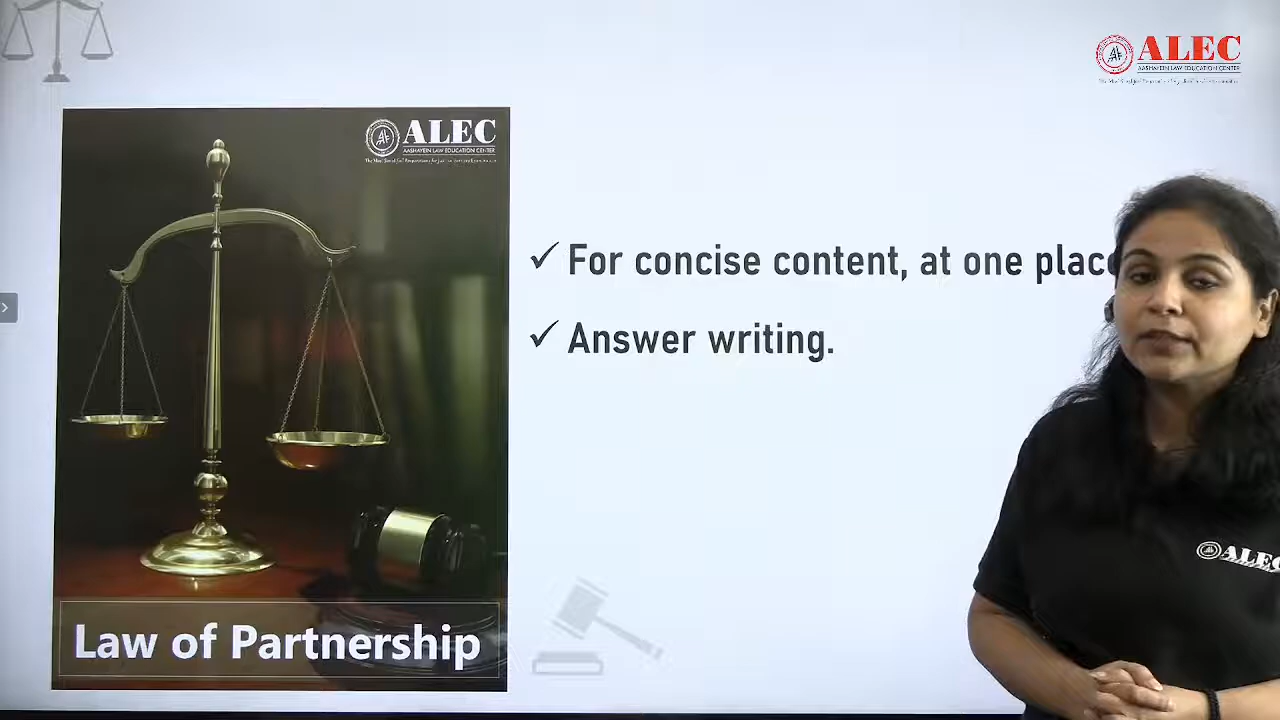 ALEC
AASHAYEIN LAW EDUCATION CENTER
ALEC
AASHAYEIN LAW EDUCATION CENTER
✓ For concise content, at one place
✓ Answer writing.
ALEC
Law of Partnership